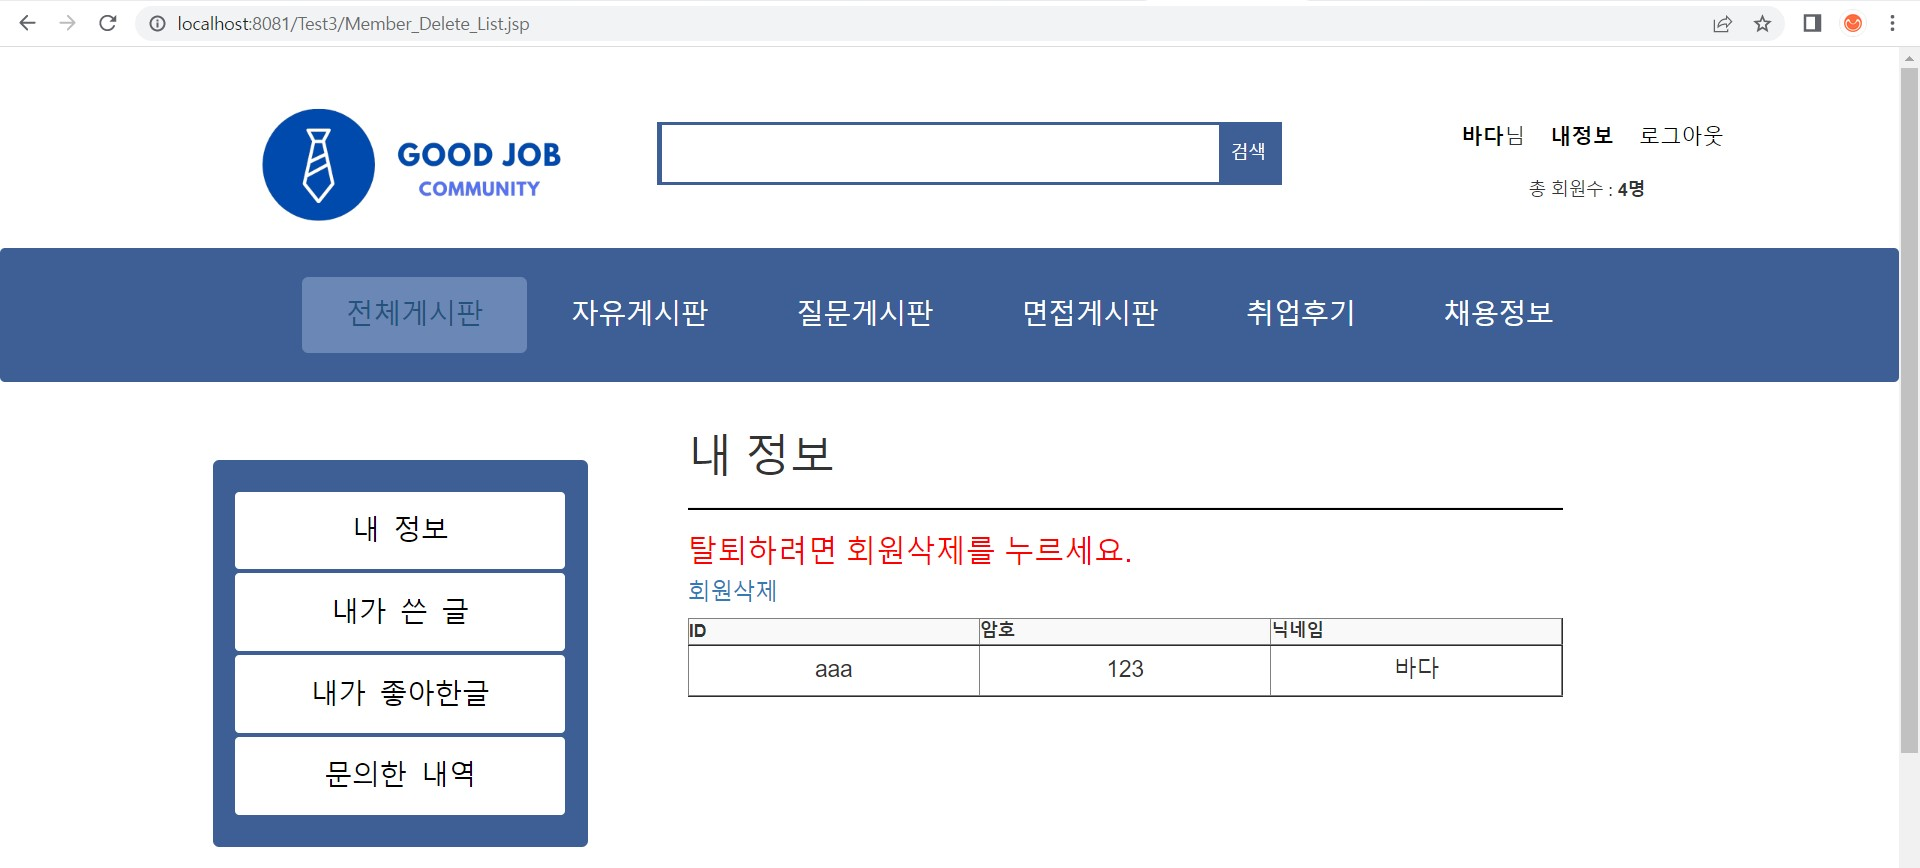 localhost:8081/Test3/Member_Delete_List.jsp
GOOD JOB
COMMUNITY
검색
바다님 내정보 로그아웃
총 회원수 : 4명
전체게시판 자유게시판 질문게시판 면접게시판 취업후기 채용정보
내 정보
내가 쓴 글
내가 좋아한글
문의한 내역
내 정보
탈퇴하려면 회원삭제를 누르세요.
회원삭제
ID 암호 닉네임
aaa 123 바다